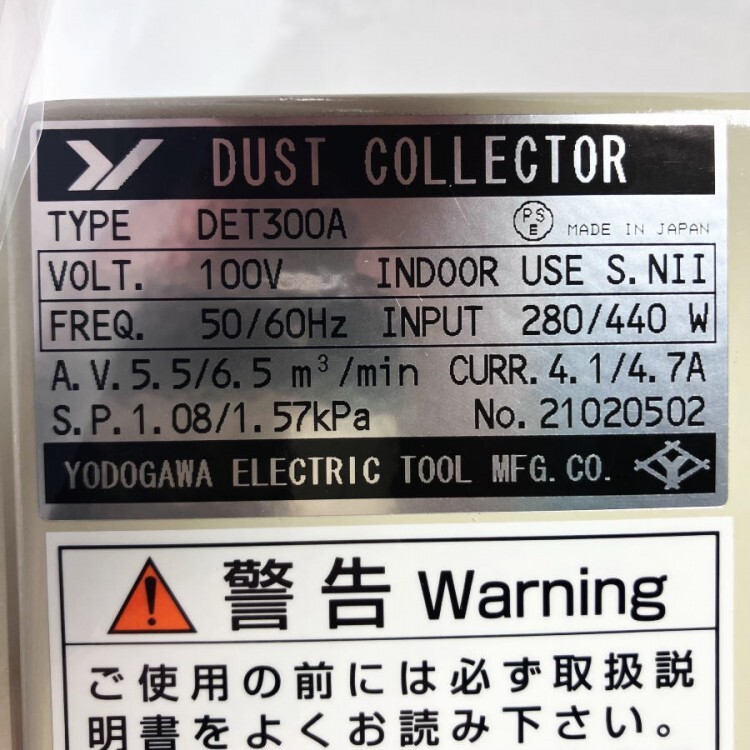 DUST COLLECTOR
TYPE DET300A PS E MADE IN JAPAN
VOLT. 100V INDOOR USE S.NII
FREQ. 50/60Hz INPUT 280/440 W
A.V.5.5/6.5 m³/min CURR.4.1/4.7A
S.P.1.08/1.57kPa No.21020502
YODOGAWA ELECTRIC TOOL MFG.CO.
警告 Warning
ご使用の前には必ず取扱説
明書をよくお読み下さい。